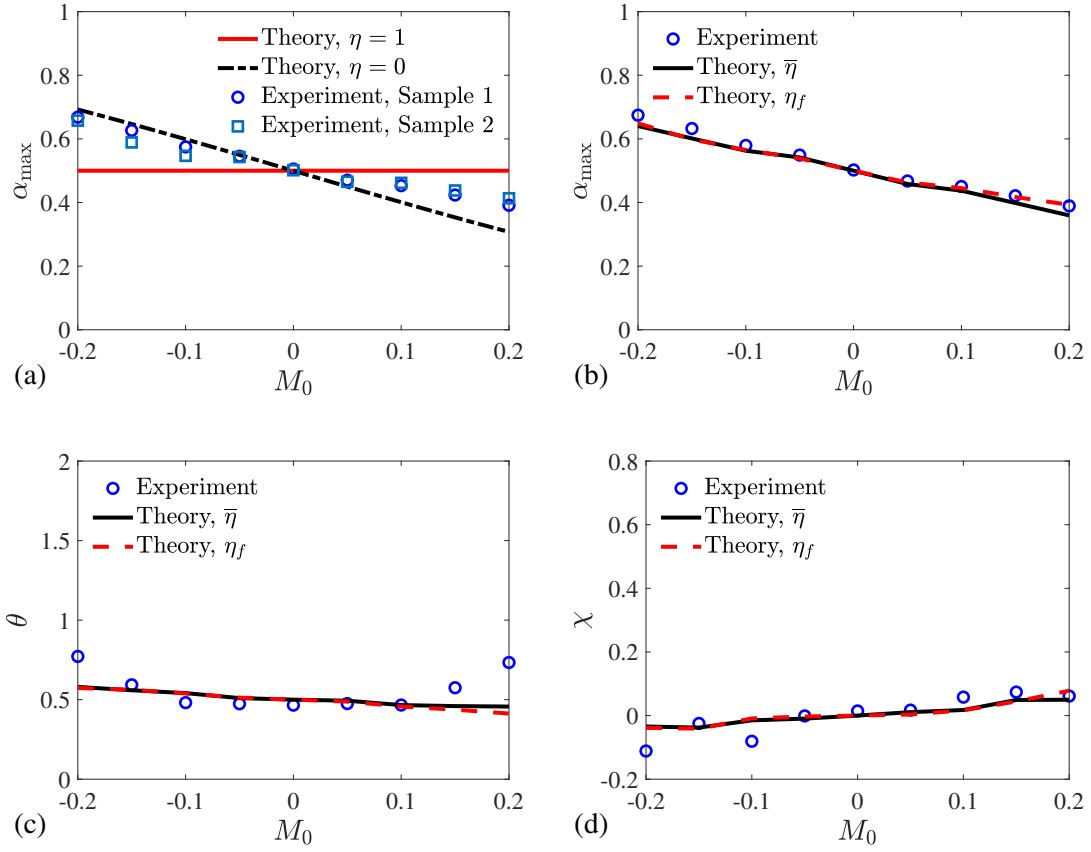 1
0.8
0.6
0.4
0.2
0
α_max
-0.2 -0.1 0 0.1 0.2
M_0
Theory, η = 1
Theory, η = 0
Experiment, Sample 1
Experiment, Sample 2
(a)
1
0.8
0.6
0.4
0.2
0
α_max
-0.2 -0.1 0 0.1 0.2
M_0
Experiment
Theory, η̅
Theory, η_f
(b)
2
1.5
1
0.5
0
θ
-0.2 -0.1 0 0.1 0.2
M_0
Experiment
Theory, η̅
Theory, η_f
(c)
0.8
0.6
0.4
0.2
0
-0.2
χ
-0.2 -0.1 0 0.1 0.2
M_0
Experiment
Theory, η̅
Theory, η_f
(d)